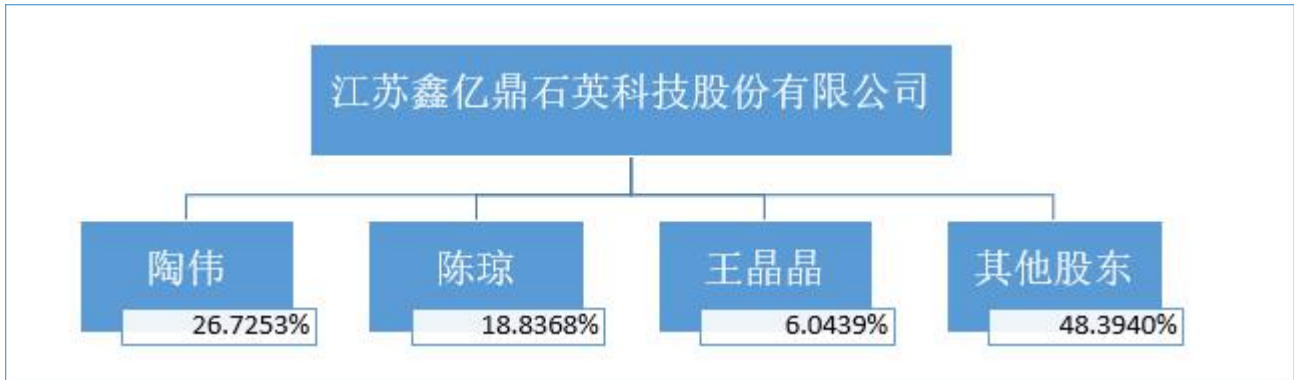 江苏鑫亿鼎石英科技股份有限公司
陶伟
26.7253%
陈琼
18.8368%
王晶晶
6.0439%
其他股东
48.3940%